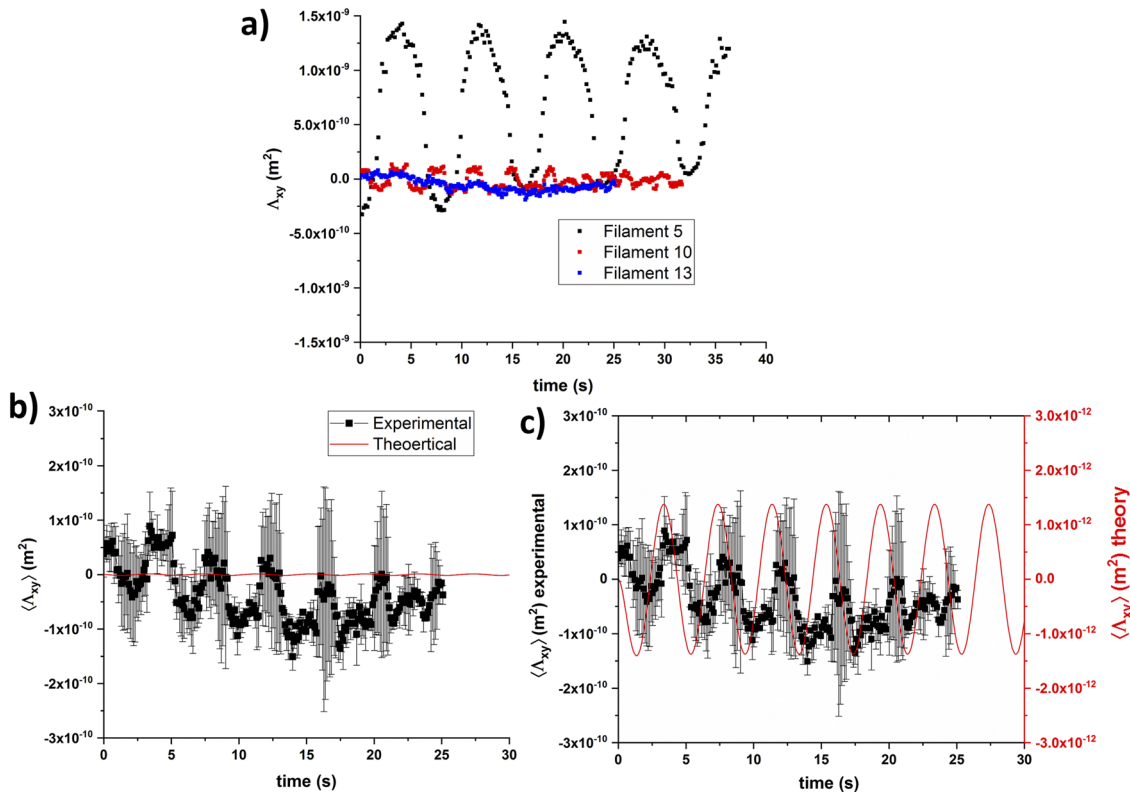 a)
1.5x10⁻⁹
1.0x10⁻⁹
5.0x10⁻¹⁰
0.0
-5.0x10⁻¹⁰
-1.0x10⁻⁹
-1.5x10⁻⁹
Λxy (m²)
Filament 5
Filament 10
Filament 13
0 5 10 15 20 25 30 35 40
time (s)
b)
3x10⁻¹⁰
2x10⁻¹⁰
1x10⁻¹⁰
0
-1x10⁻¹⁰
-2x10⁻¹⁰
-3x10⁻¹⁰
⟨Λxy⟩ (m²)
Experimental
Theoertical
0 5 10 15 20 25 30
time (s)
c)
3x10⁻¹⁰
2x10⁻¹⁰
1x10⁻¹⁰
0
-1x10⁻¹⁰
-2x10⁻¹⁰
-3x10⁻¹⁰
⟨Λxy⟩ (m²) experimental
3.0x10⁻¹²
2.0x10⁻¹²
1.0x10⁻¹²
0.0
-1.0x10⁻¹²
-2.0x10⁻¹²
-3.0x10⁻¹²
⟨Λxy⟩ (m²) theory
0 5 10 15 20 25 30
time (s)